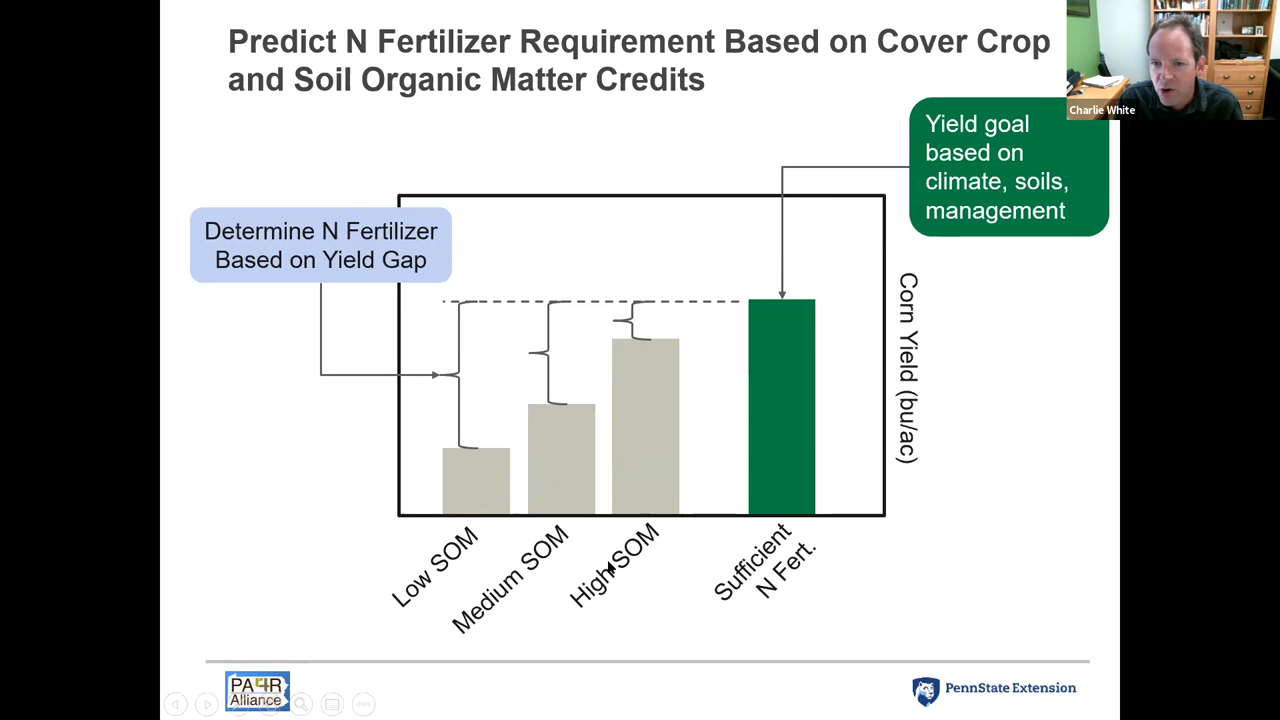 Predict N Fertilizer Requirement Based on Cover Crop
and Soil Organic Matter Credits
Charlie White
Yield goal
based on
climate, soils,
management
Determine N Fertilizer
Based on Yield Gap
Corn Yield (bu/ac)
Low SOM
Medium SOM
High SOM
Sufficient
N Fert.
PA4R
Alliance
PennState Extension